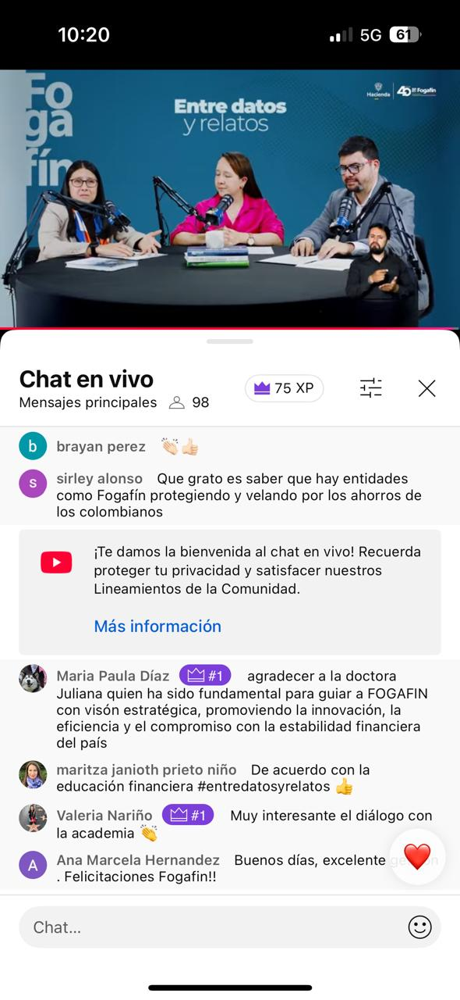 10:20
5G
61
Fo
ga
fín
Entre datos
y relatos
Hacienda
40
Fogafín
Chat en vivo
Mensajes principales 98
75 XP
b
brayan perez 👏🏻👍🏻
s
sirley alonso Que grato es saber que hay entidades
como Fogafín protegiendo y velando por los ahorros de
los colombianos
¡Te damos la bienvenida al chat en vivo! Recuerda
proteger tu privacidad y satisfacer nuestros
Lineamientos de la Comunidad.
Más información
Maria Paula Díaz #1 agradecer a la doctora
Juliana quien ha sido fundamental para guiar a FOGAFIN
con visón estratégica, promoviendo la innovación, la
eficiencia y el compromiso con la estabilidad financiera
del país
maritza janioth prieto niño De acuerdo con la
educación financiera #entredatosyrelatos 👍
Valeria Nariño #1 Muy interesante el diálogo con
la academia 👏
A
Ana Marcela Hernandez Buenos días, excelente
. Felicitaciones Fogafin!!
Chat...